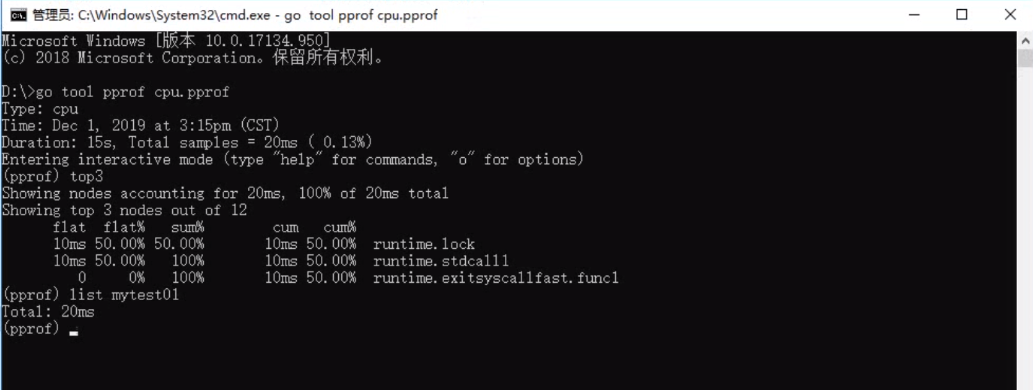 管理员: C:\Windows\System32\cmd.exe - go  tool pprof cpu.pprof
Microsoft Windows [版本 10.0.17134.950]
(c) 2018 Microsoft Corporation。保留所有权利。
D:\>go tool pprof cpu.pprof
Type: cpu
Time: Dec 1, 2019 at 3:15pm (CST)
Duration: 15s, Total samples = 20ms ( 0.13%)
Entering interactive mode (type "help" for commands, "o" for options)
(pprof) top3
Showing nodes accounting for 20ms, 100% of 20ms total
Showing top 3 nodes out of 12
      flat  flat%   sum%        cum   cum%
      10ms 50.00% 50.00%       10ms 50.00%  runtime.lock
      10ms 50.00%   100%       10ms 50.00%  runtime.stdcall1
         0     0%   100%       10ms 50.00%  runtime.exitsyscallfast.func1
(pprof) list mytest01
Total: 20ms
(pprof)